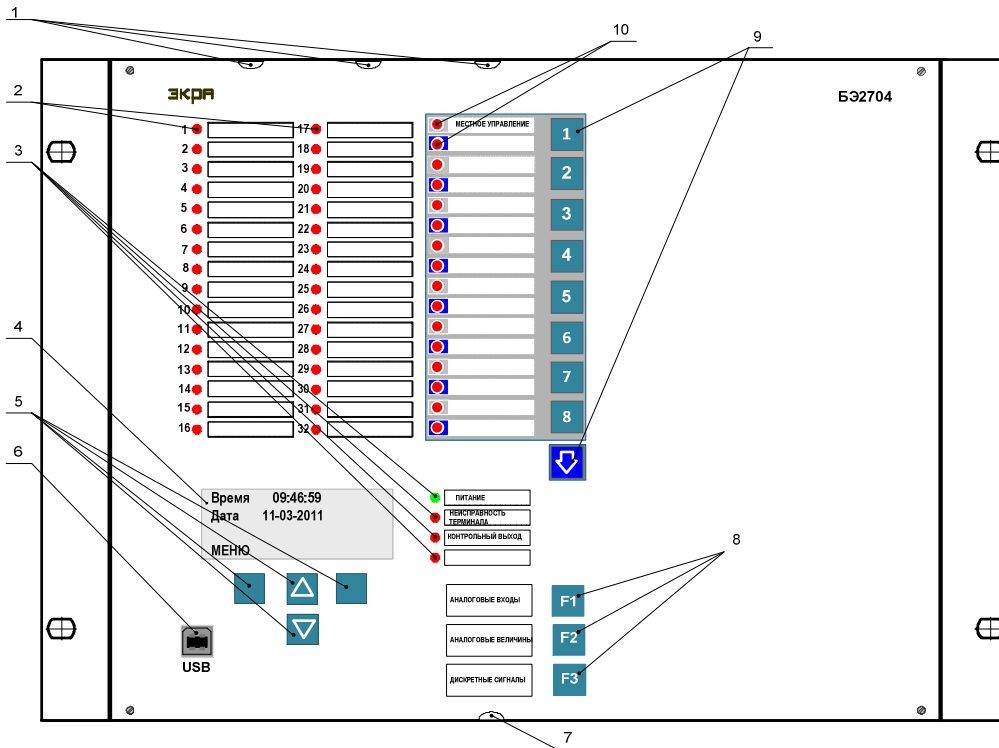 1
10
9
2
3
4
5
6
7
8
ЭКРА
БЭ2704
1
2
3
4
5
6
7
8
9
10
11
12
13
14
15
16
17
18
19
20
21
22
23
24
25
26
27
28
29
30
31
32
МЕСТНОЕ УПРАВЛЕНИЕ
1
2
3
4
5
6
7
8
Время 09:46:59
Дата 11-03-2011
МЕНЮ
ПИТАНИЕ
НЕИСПРАВНОСТЬ
ТЕРМИНАЛА
КОНТРОЛЬНЫЙ ВЫХОД
АНАЛОГОВЫЕ ВХОДЫ
F1
АНАЛОГОВЫЕ ВЕЛИЧИНЫ
F2
ДИСКРЕТНЫЕ СИГНАЛЫ
F3
USB